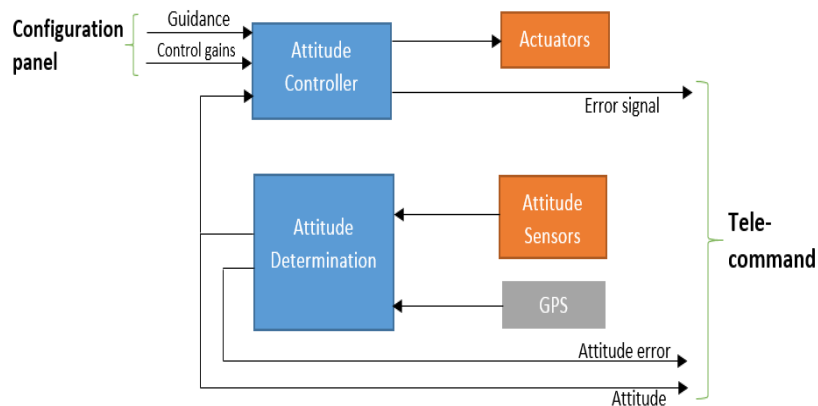 Configuration
panel
Guidance
Control gains
Attitude
Controller
Actuators
Error signal
Attitude
Determination
Attitude
Sensors
GPS
Tele-
command
Attitude error
Attitude